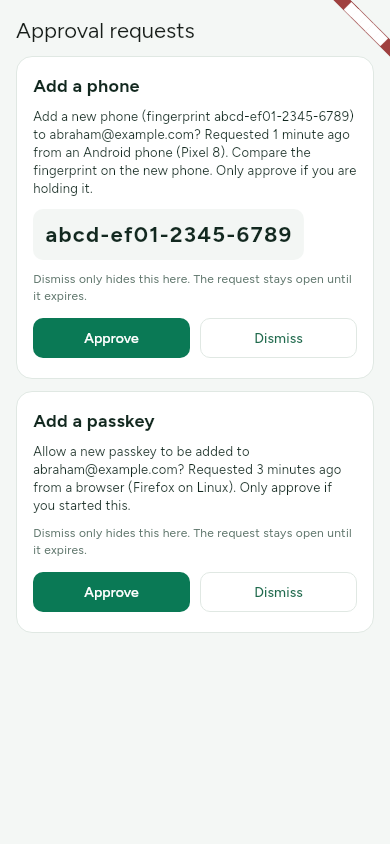 Approval requests
Add a phone
Add a new phone (fingerprint abcd-ef01-2345-6789)
to abraham@example.com? Requested 1 minute ago
from an Android phone (Pixel 8). Compare the
fingerprint on the new phone. Only approve if you are
holding it.
abcd-ef01-2345-6789
Dismiss only hides this here. The request stays open until
it expires.
Approve
Dismiss
Add a passkey
Allow a new passkey to be added to
abraham@example.com? Requested 3 minutes ago
from a browser (Firefox on Linux). Only approve if
you started this.
Dismiss only hides this here. The request stays open until
it expires.
Approve
Dismiss